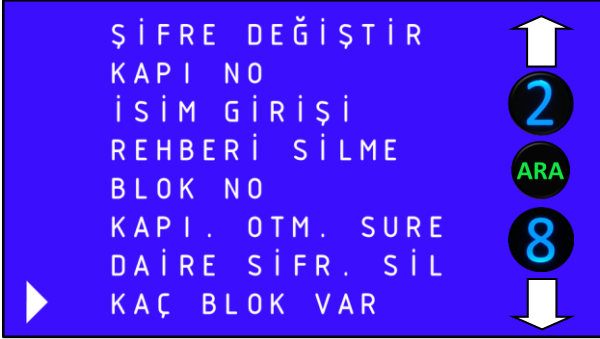 ŞİFRE DEĞİŞTİR
KAPI NO
İSİM GİRİŞİ
REHBERİ SİLME
BLOK NO
KAPI. OTM. SURE
DAİRE SİFR. SİL
KAÇ BLOK VAR
2
ARA
8